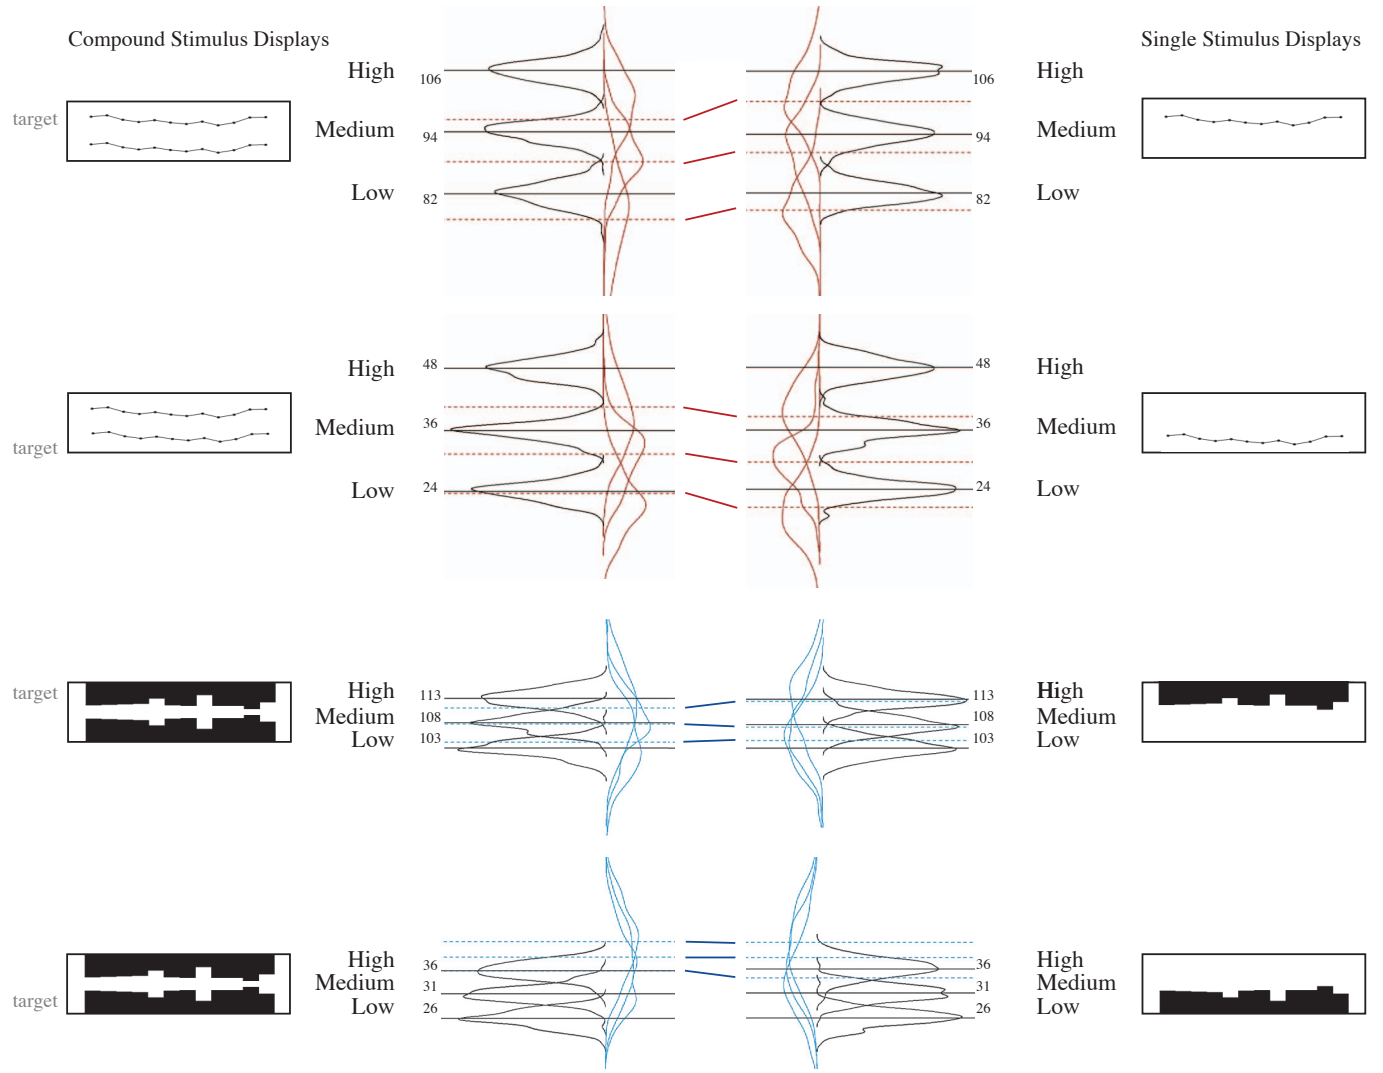 Compound Stimulus Displays
Single Stimulus Displays
target
High
106
106
High
Medium
94
94
Medium
Low
82
82
Low
High
48
48
High
Medium
36
36
Medium
target
Low
24
24
Low
target
High
113
113
High
Medium
108
108
Medium
Low
103
103
Low
High
36
36
High
Medium
31
31
Medium
target
Low
26
26
Low